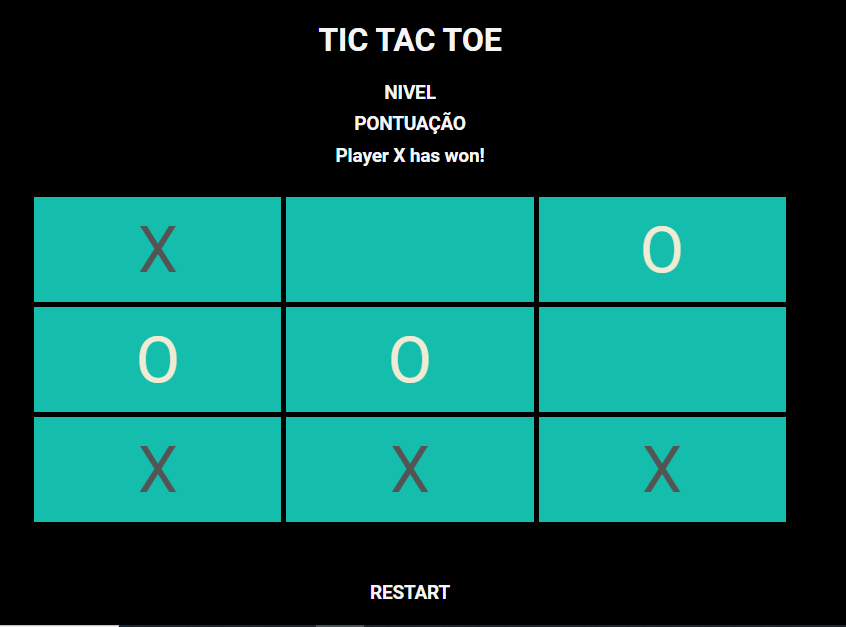 TIC TAC TOE
NIVEL
PONTUAÇÃO
Player X has won!
X O
O O
X X X
RESTART